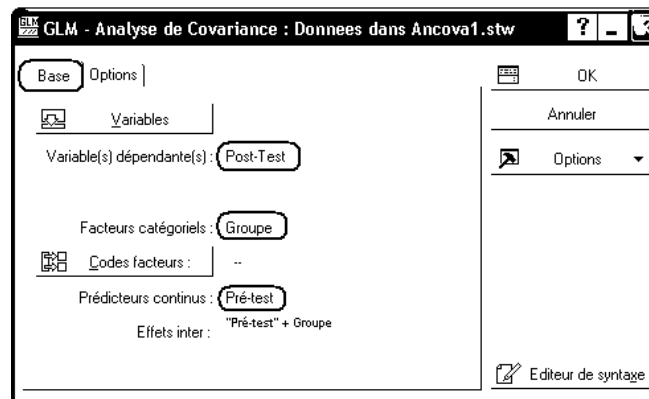 GLM - Analyse de Covariance : Donnees dans Ancova1.stw
Base Options
Variables
Variable(s) dépendante(s) : Post-Test
Facteurs catégoriels : Groupe
Codes facteurs : --
Prédicteurs continus : Pré-test
Effets inter : "Pré-test" + Groupe
OK
Annuler
Options
Editeur de syntaxe